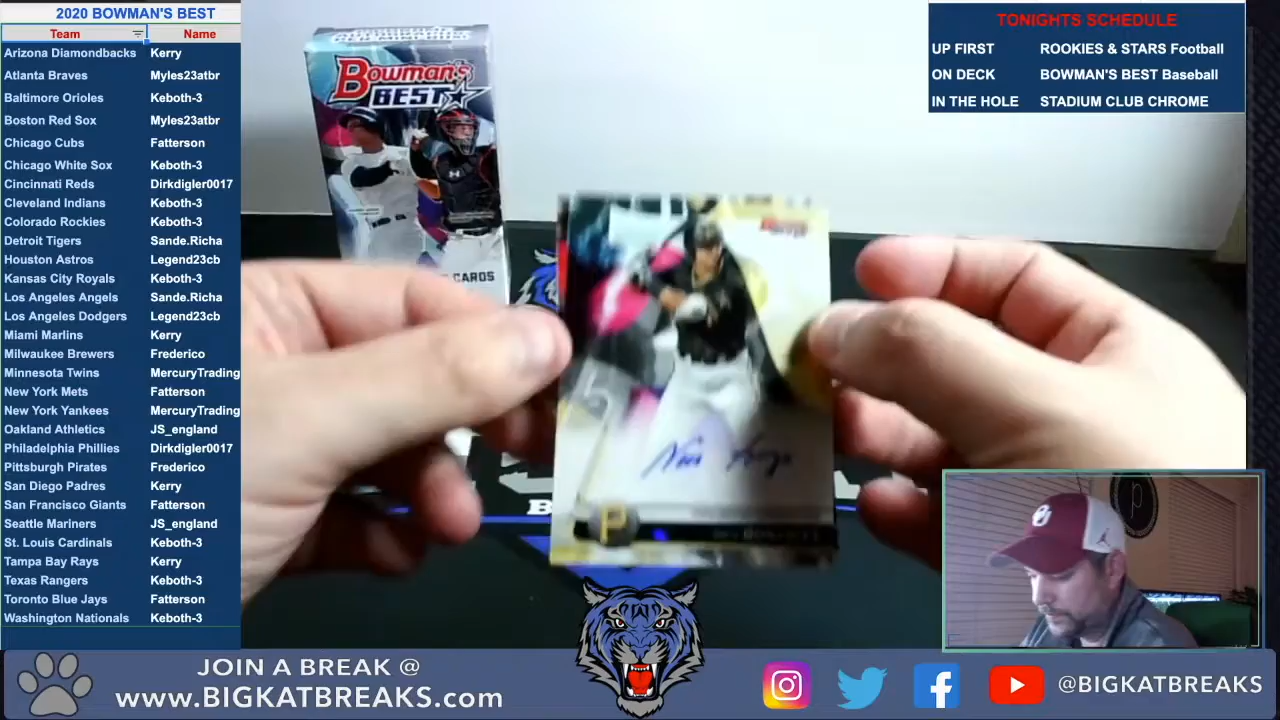 2020 BOWMAN'S BEST
Team Name
Arizona Diamondbacks Kerry
Atlanta Braves Myles23atbr
Baltimore Orioles Keboth-3
Boston Red Sox Myles23atbr
Chicago Cubs Fatterson
Chicago White Sox Keboth-3
Cincinnati Reds Dirkdigler0017
Cleveland Indians Keboth-3
Colorado Rockies Keboth-3
Detroit Tigers Sande.Richa
Houston Astros Legend23cb
Kansas City Royals Keboth-3
Los Angeles Angels Sande.Richa
Los Angeles Dodgers Legend23cb
Miami Marlins Kerry
Milwaukee Brewers Frederico
Minnesota Twins MercuryTrading
New York Mets Fatterson
New York Yankees MercuryTrading
Oakland Athletics JS_england
Philadelphia Phillies Dirkdigler0017
Pittsburgh Pirates Frederico
San Diego Padres Kerry
San Francisco Giants Fatterson
Seattle Mariners JS_england
St. Louis Cardinals Keboth-3
Tampa Bay Rays Kerry
Texas Rangers Keboth-3
Toronto Blue Jays Fatterson
Washington Nationals Keboth-3
BOWMAN'S
BEST
CARDS
P
TONIGHTS SCHEDULE
UP FIRST ROOKIES & STARS Football
ON DECK BOWMAN'S BEST Baseball
IN THE HOLE STADIUM CLUB CHROME
OU
JOIN A BREAK @
www.BIGKATBREAKS.com
@BIGKATBREAKS